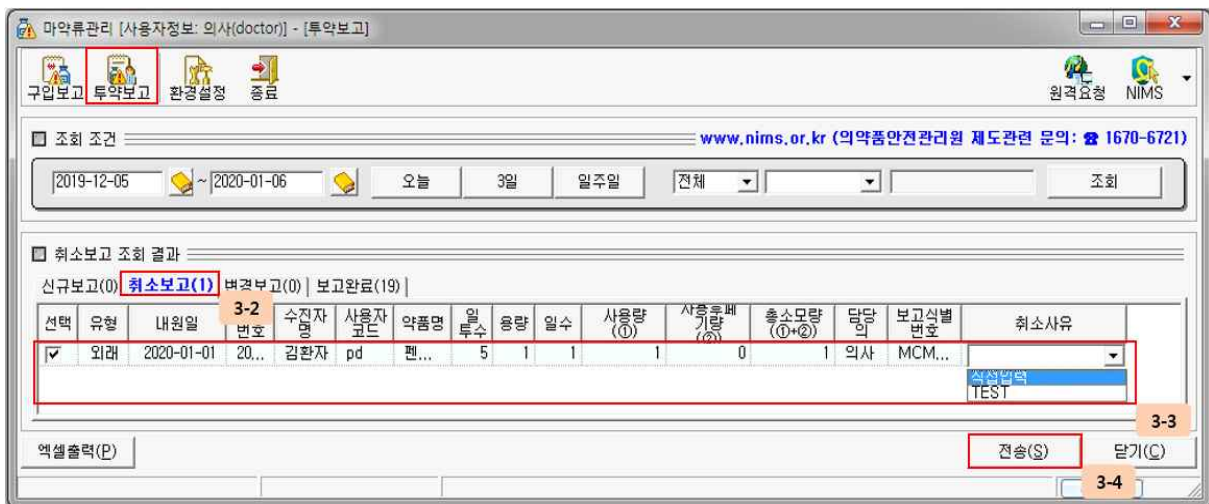 마약류관리 [사용자정보: 의사(doctor)] - [투약보고]
구입보고 투약보고 환경설정 종료 원격요청 NIMS
조회 조건 www.nims.or.kr (의약품안전관리원 제도관련 문의: ☎ 1670-6721)
2019-12-05 ~ 2020-01-06 오늘 3일 일주일 전체 조회
취소보고 조회 결과
신규보고(0) 취소보고(1) 변경보고(0) 보고완료(19)
3-2
선택 유형 내원일 번호 수진자명 사용자코드 약품명 일투수 용량 일수 사용량(①) 사용후폐기량(②) 총소모량(①+②) 담당의 보고식별번호 취소사유
외래 2020-01-01 20... 김환자 pd 펜... 5 1 1 1 0 1 의사 MCM...
직접입력
TEST
3-3
엑셀출력(P) 전송(S) 닫기(C)
3-4